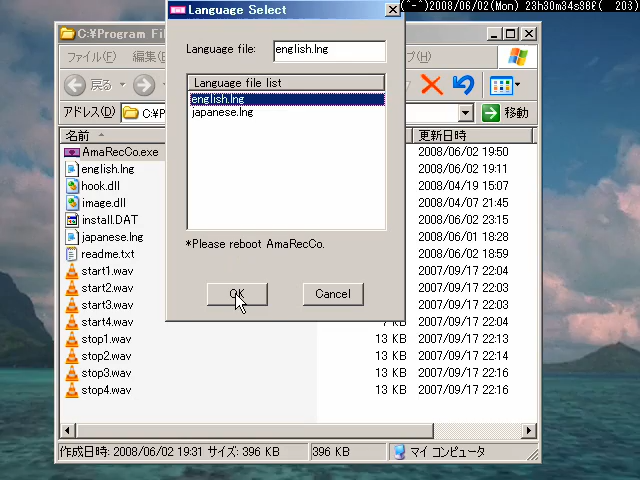 Language Select
(^-^)2008/06/02(Mon) 23h30m34s
C:¥Program Fil
Language file:
english.lng
ファイル(F)
編集(
プ(H)
戻る
Language file list
english.lng
japanese.lng
アドレス(D)
C:¥P
移動
名前
更新日時
AmaRecCo.exe
2008/06/02 19:50
english.lng
2008/06/02 19:11
hook.dll
2008/04/19 15:07
image.dll
2008/04/07 21:45
install.DAT
2008/06/02 23:15
japanese.lng
2008/06/01 18:28
readme.txt
2008/06/02 18:59
*Please reboot AmaRecCo.
OK
Cancel
start1.wav
2007/09/17 22:04
start2.wav
2007/09/17 22:03
start3.wav
2007/09/17 22:03
start4.wav
7 KB
2007/09/17 22:04
stop1.wav
13 KB
2007/09/17 22:13
stop2.wav
13 KB
2007/09/17 22:14
stop3.wav
13 KB
2007/09/17 22:16
stop4.wav
13 KB
2007/09/17 22:16
作成日時: 2008/06/02 19:31 サイズ: 396 KB
396 KB
マイ コンピュータ